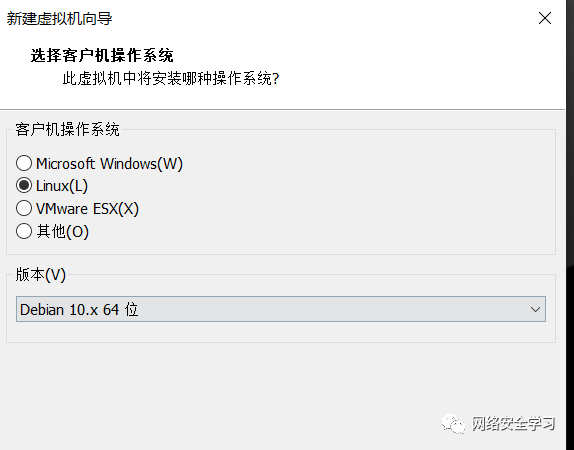 新建虚拟机向导
选择客户机操作系统
此虚拟机中将安装哪种操作系统?
客户机操作系统
Microsoft Windows(W)
Linux(L)
VMware ESX(X)
其他(O)
版本(V)
Debian 10.x 64 位
网络安全学习